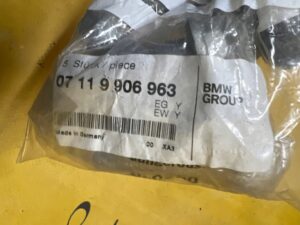 5 Stück / piece
07 11 9 906 963
BMW
GROUP
EG Y
EW Y
Made in Germany
20 XA3